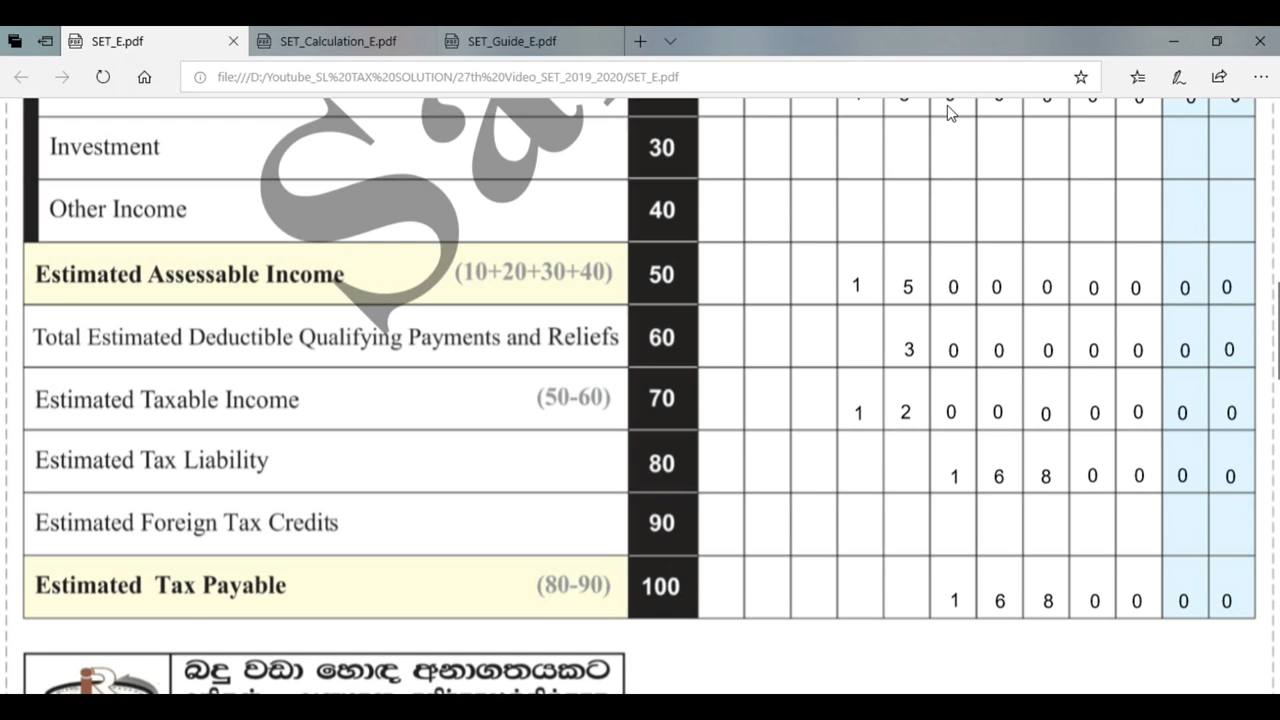 SET_E.pdf
SET_Calculation_E.pdf
SET_Guide_E.pdf
file:///D:/Youtube_SL%20TAX%20SOLUTION/27th%20Video_SET_2019_2020/SET_E.pdf
Investment 30
Other Income 40
Estimated Assessable Income (10+20+30+40) 50 1 5 0 0 0 0 0 0 0
Total Estimated Deductible Qualifying Payments and Reliefs 60 3 0 0 0 0 0 0 0
Estimated Taxable Income (50-60) 70 1 2 0 0 0 0 0 0 0
Estimated Tax Liability 80 1 6 8 0 0 0 0
Estimated Foreign Tax Credits 90
Estimated Tax Payable (80-90) 100 1 6 8 0 0 0 0
බදු වඩා හොඳ අනාගතයකට